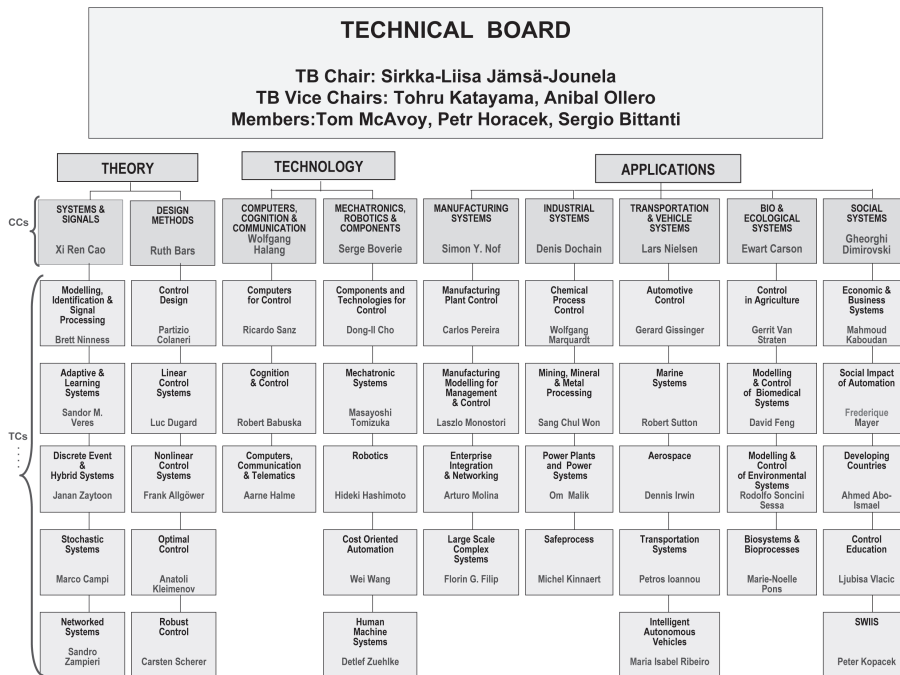 TECHNICAL BOARD
TB Chair: Sirkka-Liisa Jämsä-Jounela
TB Vice Chairs: Tohru Katayama, Anibal Ollero
Members:Tom McAvoy, Petr Horacek, Sergio Bittanti
THEORY
TECHNOLOGY
APPLICATIONS
CCs
SYSTEMS &
SIGNALS
Xi Ren Cao
DESIGN
METHODS
Ruth Bars
COMPUTERS,
COGNITION &
COMMUNICATION
Wolfgang
Halang
MECHATRONICS,
ROBOTICS &
COMPONENTS
Serge Boverie
MANUFACTURING
SYSTEMS
Simon Y. Nof
INDUSTRIAL
SYSTEMS
Denis Dochain
TRANSPORTATION
& VEHICLE
SYSTEMS
Lars Nielsen
BIO &
ECOLOGICAL
SYSTEMS
Ewart Carson
SOCIAL
SYSTEMS
Gheorghi
Dimirovski
TCs
Modelling,
Identification &
Signal
Processing
Brett Ninness
Control
Design
Partizio
Colaneri
Computers
for Control
Ricardo Sanz
Components and
Technologies for
Control
Dong-Il Cho
Manufacturing
Plant Control
Carlos Pereira
Chemical
Process
Control
Wolfgang
Marquardt
Automotive
Control
Gerard Gissinger
Control
in Agriculture
Gerrit Van
Straten
Economic &
Business
Systems
Mahmoud
Kaboudan
Adaptive &
Learning
Systems
Sandor M.
Veres
Linear
Control
Systems
Luc Dugard
Cognition
& Control
Robert Babuska
Mechatronic
Systems
Masayoshi
Tomizuka
Manufacturing
Modelling for
Management
& Control
Laszlo Monostori
Mining, Mineral
& Metal
Processing
Sang Chul Won
Marine
Systems
Robert Sutton
Modelling
& Control
of Biomedical
Systems
David Feng
Social Impact
of Automation
Frederique
Mayer
Discrete Event
&
Hybrid Systems
Janan Zaytoon
Nonlinear
Control
Systems
Frank Allgöwer
Computers,
Communication
& Telematics
Aarne Halme
Robotics
Hideki Hashimoto
Enterprise
Integration
& Networking
Arturo Molina
Power Plants
and Power
Systems
Om Malik
Aerospace
Dennis Irwin
Modelling &
Control
of Environmental
Systems
Rodolfo Soncini
Sessa
Developing
Countries
Ahmed Abo-
Ismael
Stochastic
Systems
Marco Campi
Optimal
Control
Anatoli
Kleimenov
Cost Oriented
Automation
Wei Wang
Large Scale
Complex
Systems
Florin G. Filip
Safeprocess
Michel Kinnaert
Transportation
Systems
Petros Ioannou
Biosystems &
Bioprocesses
Marie-Noelle
Pons
Control
Education
Ljubisa Vlacic
Networked
Systems
Sandro
Zampieri
Robust
Control
Carsten Scherer
Human
Machine
Systems
Detlef Zuehlke
Intelligent
Autonomous
Vehicles
Maria Isabel Ribeiro
SWIIS
Peter Kopacek